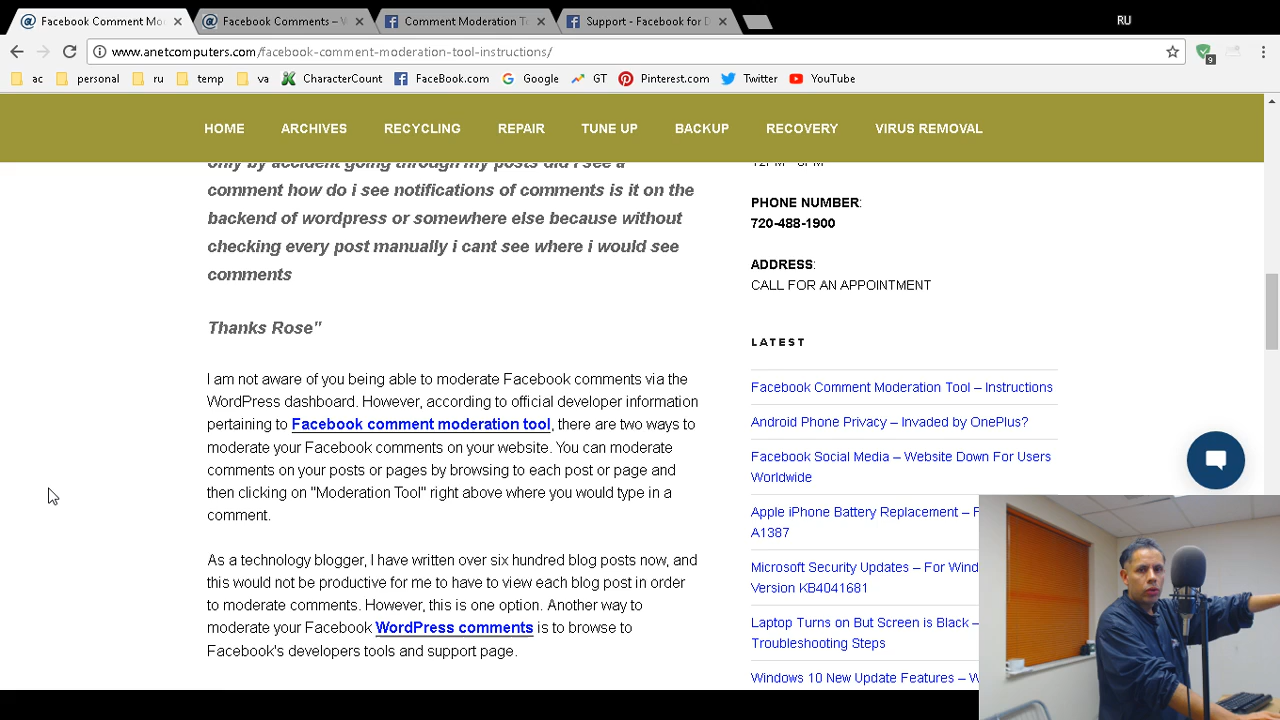 Facebook Comment Mo
Facebook Comments – W
Comment Moderation T
Support - Facebook for D
RU
www.anetcomputers.com/facebook-comment-moderation-tool-instructions/
9
ac
personal
ru
temp
va
CharacterCount
FaceBook.com
Google
GT
Pinterest.com
Twitter
YouTube
HOME
ARCHIVES
RECYCLING
REPAIR
TUNE UP
BACKUP
RECOVERY
VIRUS REMOVAL
only by accident going through my posts did i see a
comment how do i see notifications of comments is it on the
backend of wordpress or somewhere else because without
checking every post manually i cant see where i would see
comments
Thanks Rose"
I am not aware of you being able to moderate Facebook comments via the
WordPress dashboard. However, according to official developer information
pertaining to Facebook comment moderation tool, there are two ways to
moderate your Facebook comments on your website. You can moderate
comments on your posts or pages by browsing to each post or page and
then clicking on "Moderation Tool" right above where you would type in a
comment.
As a technology blogger, I have written over six hundred blog posts now, and
this would not be productive for me to have to view each blog post in order
to moderate comments. However, this is one option. Another way to
moderate your Facebook WordPress comments is to browse to
Facebook's developers tools and support page.
12PM - 6PM
PHONE NUMBER:
720-488-1900
ADDRESS:
CALL FOR AN APPOINTMENT
LATEST
Facebook Comment Moderation Tool – Instructions
Android Phone Privacy – Invaded by OnePlus?
Facebook Social Media – Website Down For Users
Worldwide
Apple iPhone Battery Replacement – F
A1387
Microsoft Security Updates – For Wind
Version KB4041681
Laptop Turns on But Screen is Black –
Troubleshooting Steps
Windows 10 New Update Features – W